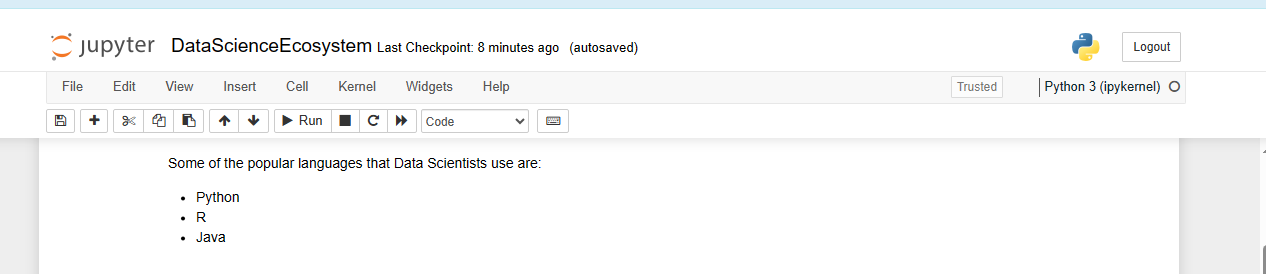 jupyter DataScienceEcosystem Last Checkpoint: 8 minutes ago (autosaved)
Logout
File Edit View Insert Cell Kernel Widgets Help Trusted Python 3 (ipykernel)
Run Code
Some of the popular languages that Data Scientists use are:
• Python
• R
• Java